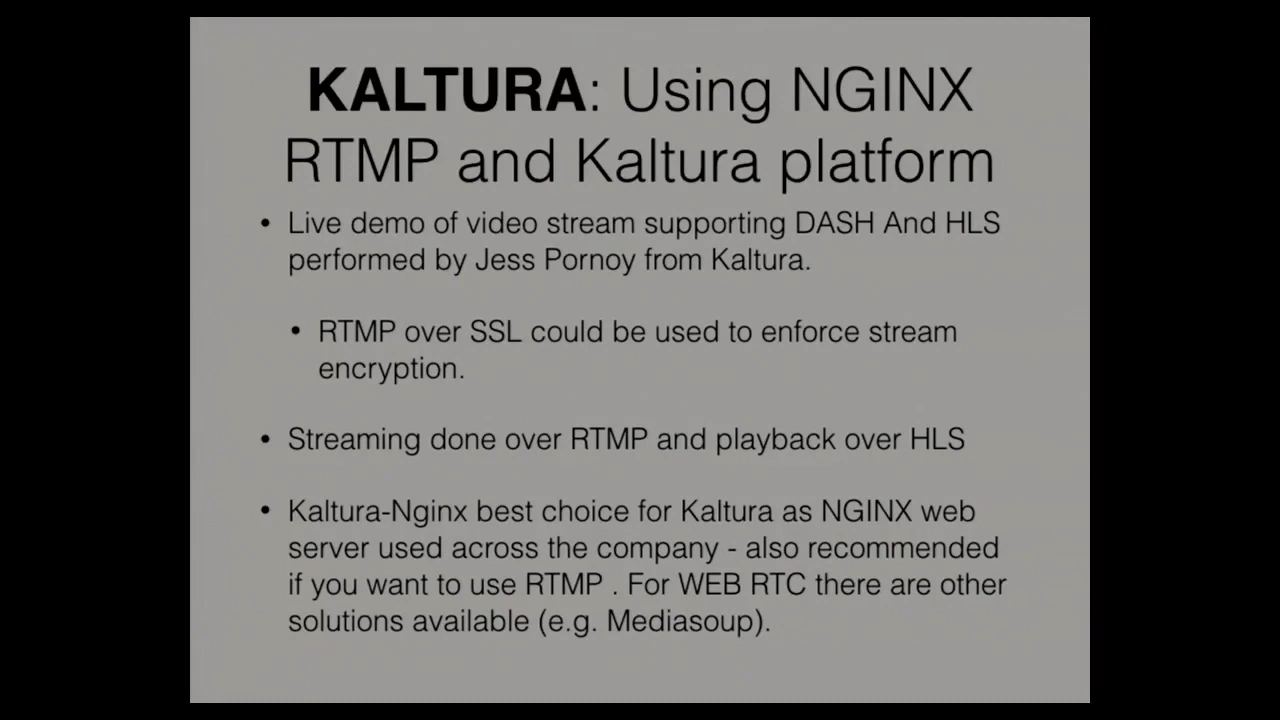 KALTURA: Using NGINX
RTMP and Kaltura platform
• Live demo of video stream supporting DASH And HLS
performed by Jess Pornoy from Kaltura.
• RTMP over SSL could be used to enforce stream
encryption.
• Streaming done over RTMP and playback over HLS
• Kaltura-Nginx best choice for Kaltura as NGINX web
server used across the company - also recommended
if you want to use RTMP . For WEB RTC there are other
solutions available (e.g. Mediasoup).